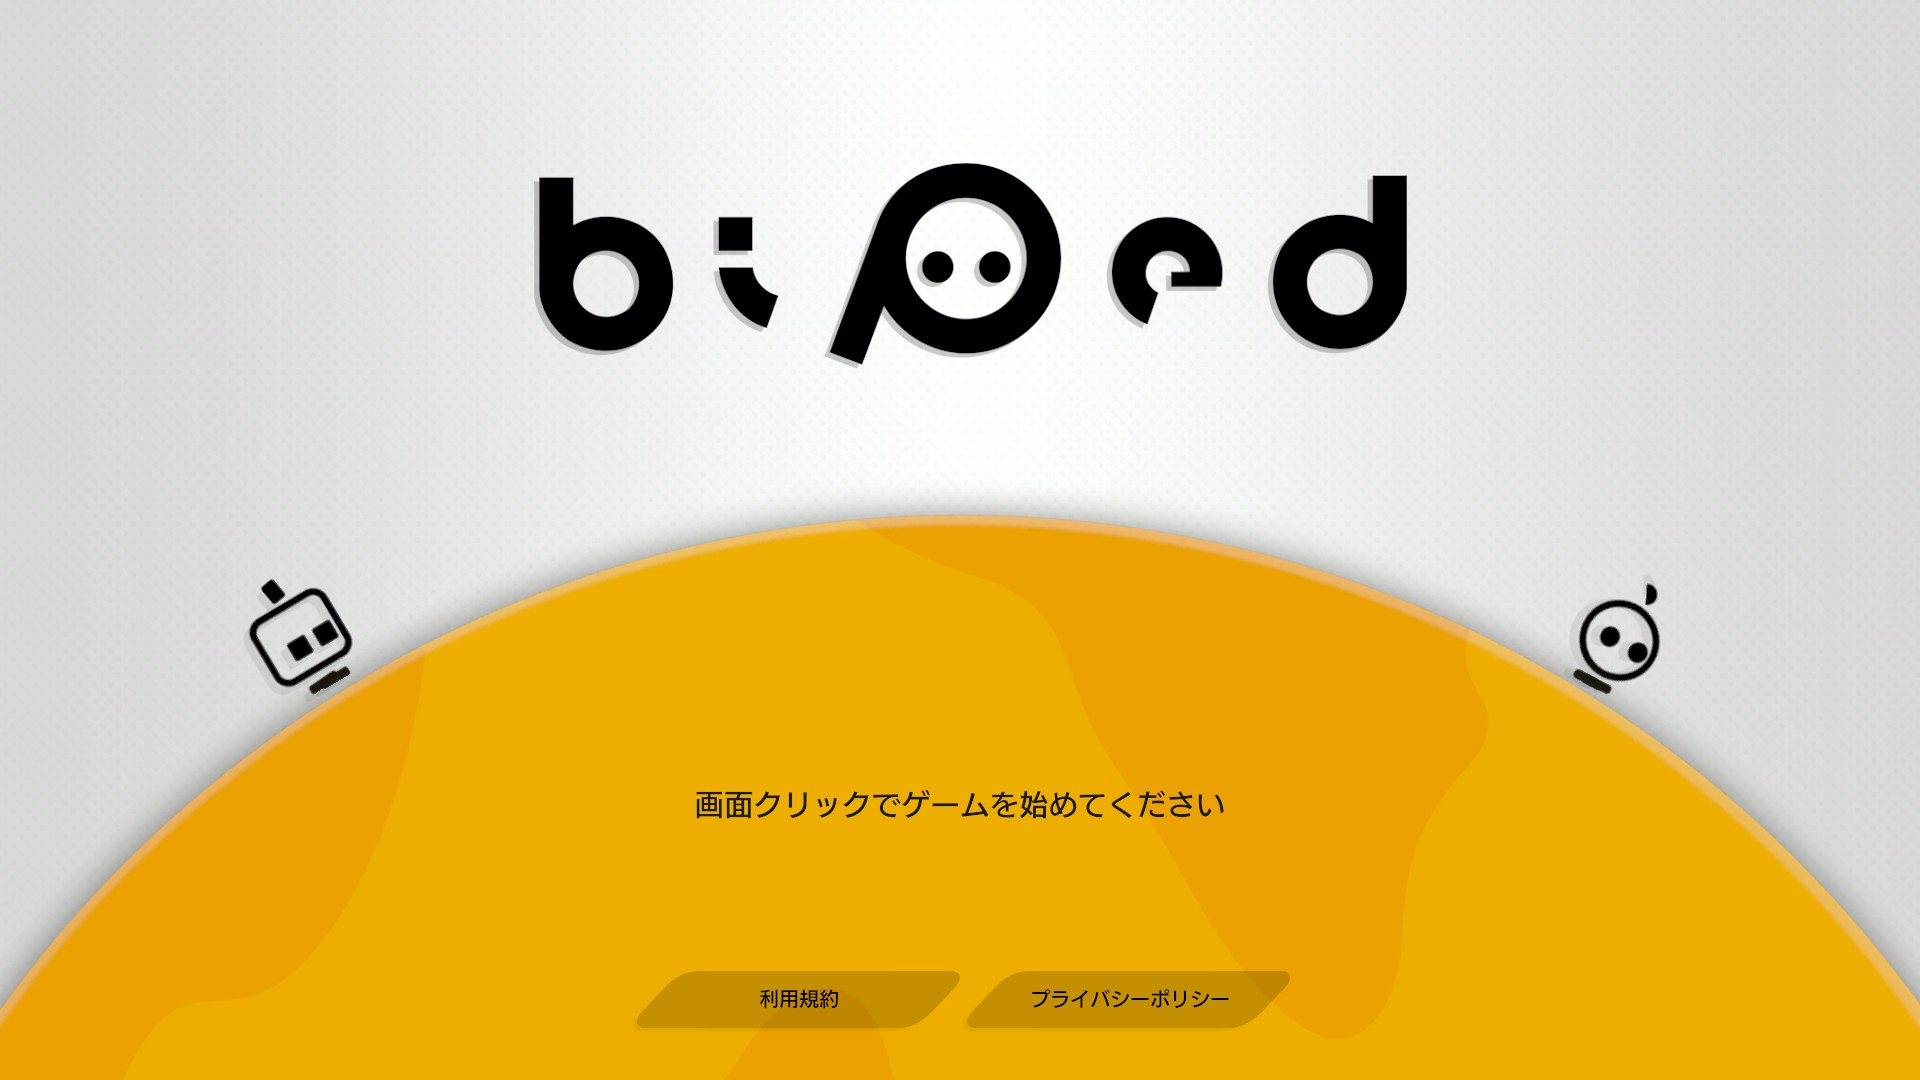 biped
画面クリックでゲームを始めてください
利用規約
プライバシーポリシー